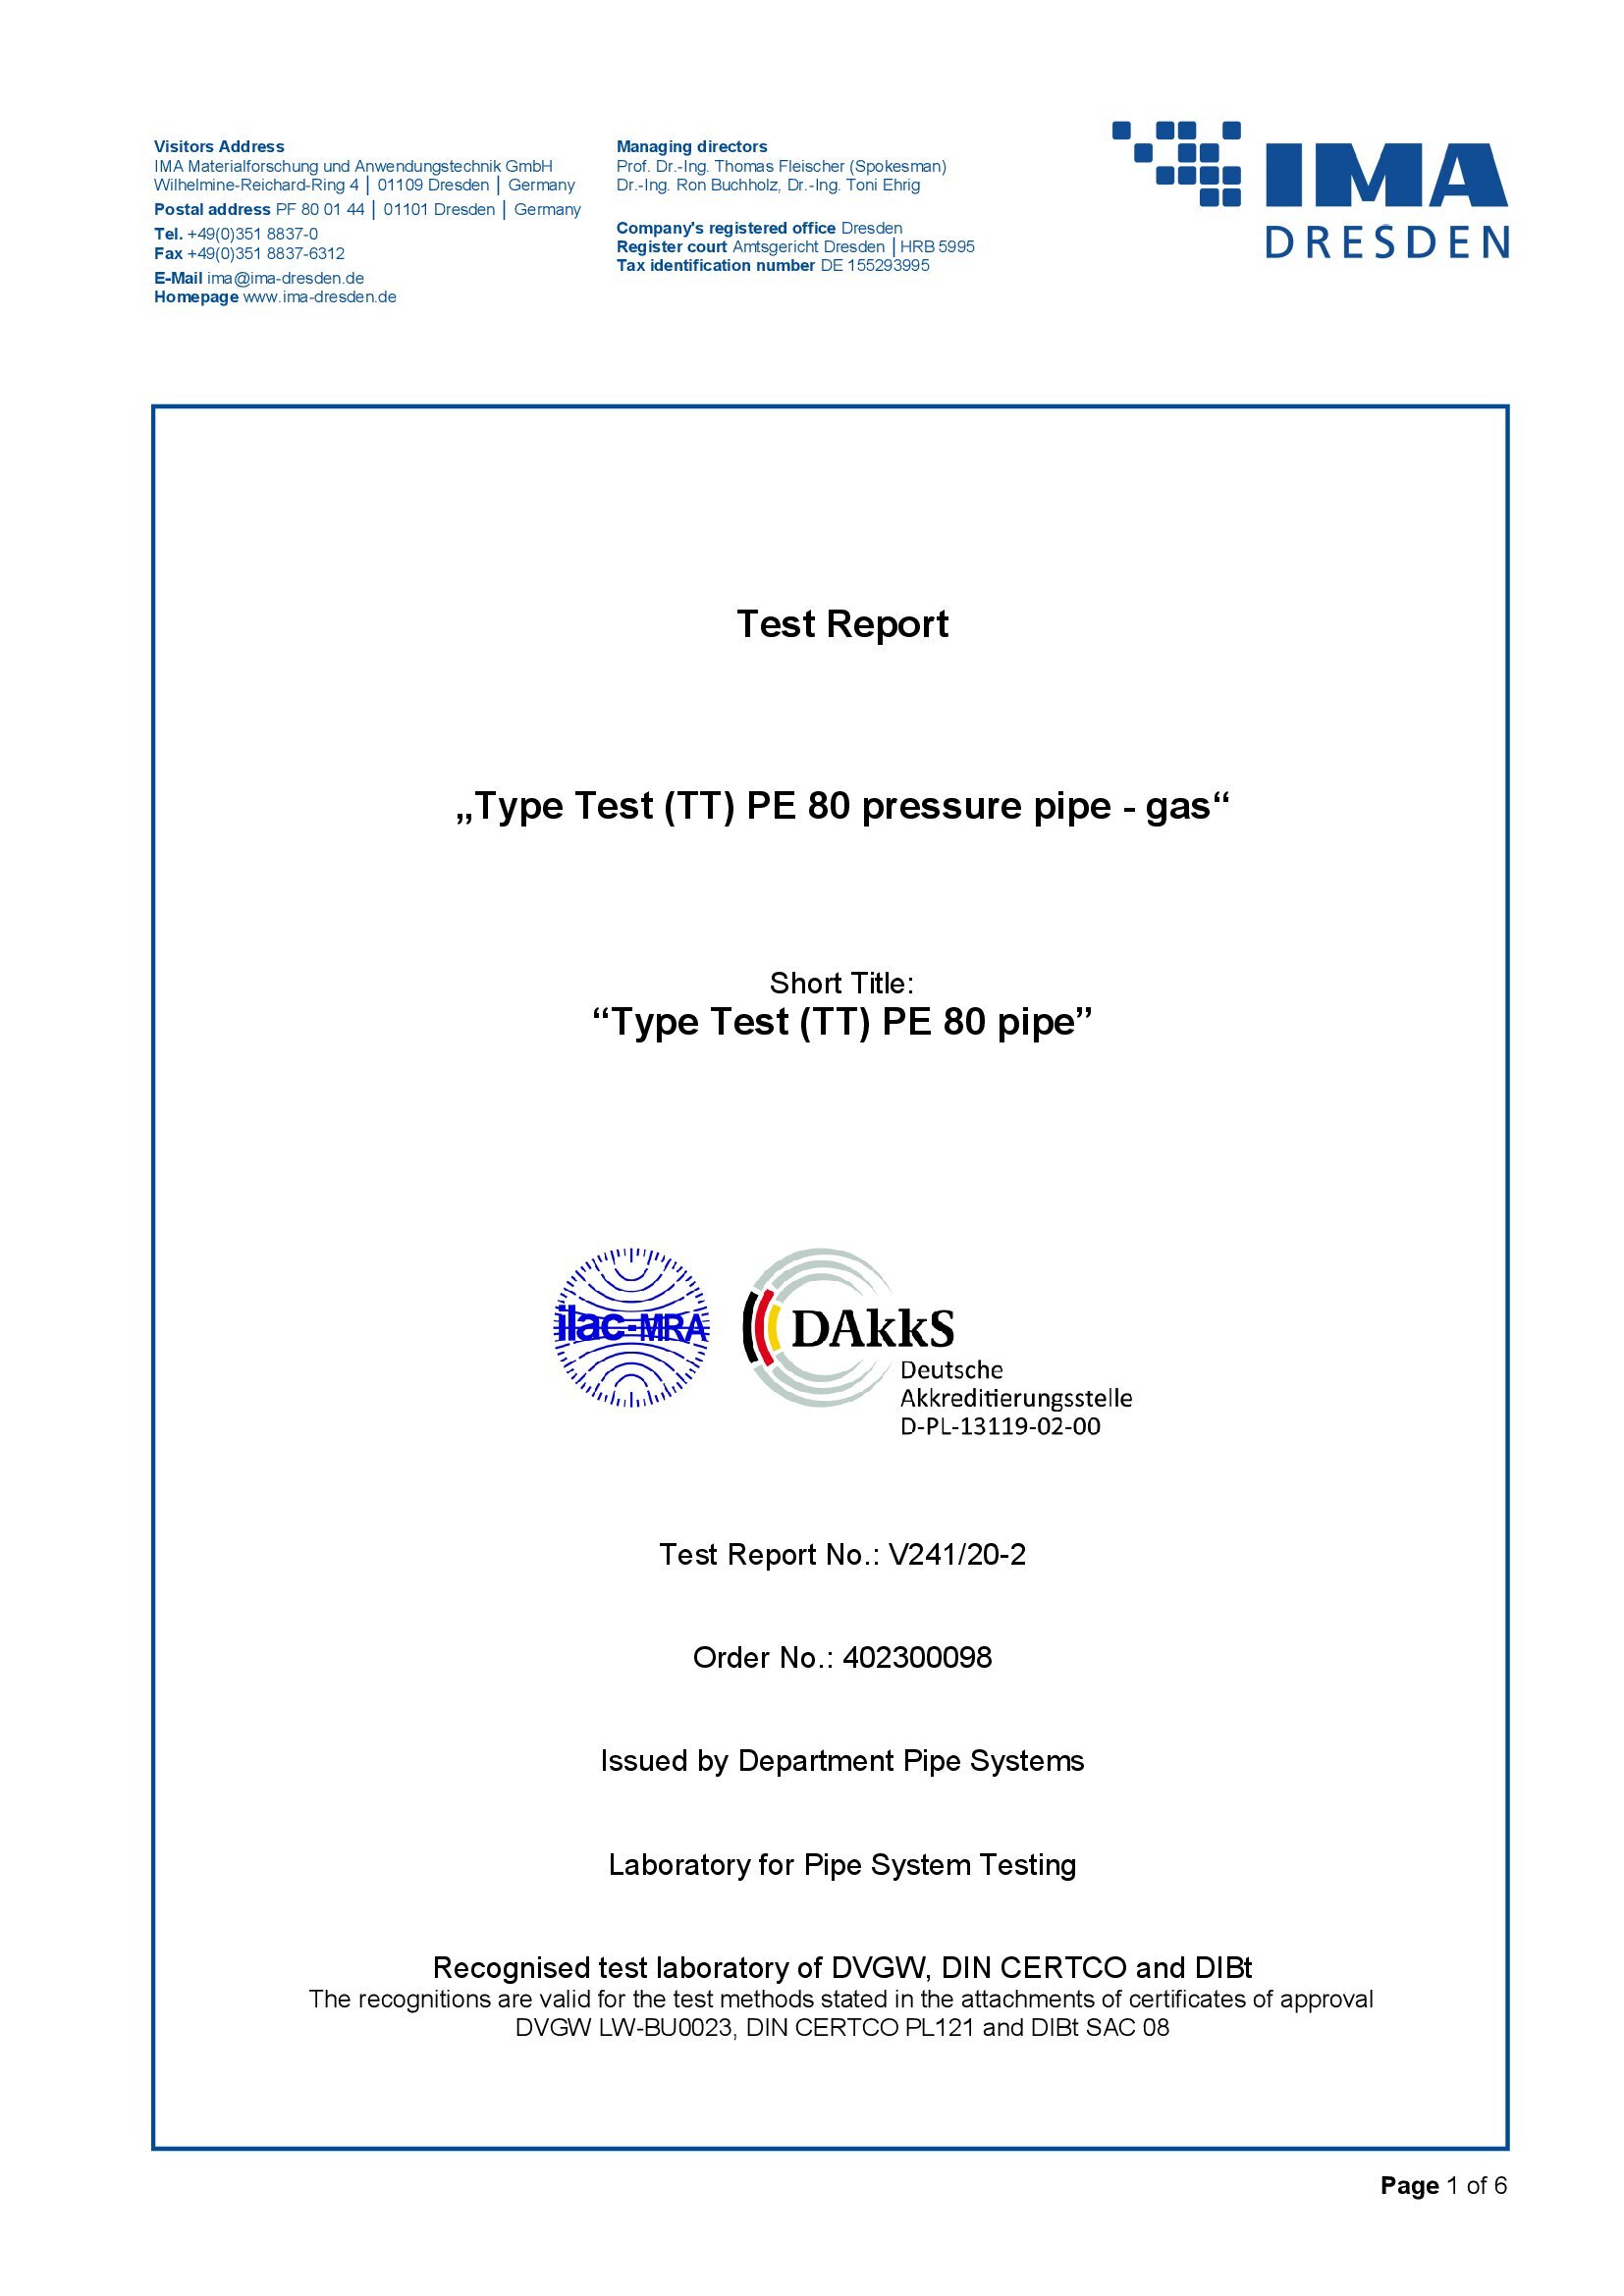 Visitors Address
IMA Materialforschung und Anwendungstechnik GmbH
Wilhelmine-Reichard-Ring 4 | 01109 Dresden | Germany
Postal address PF 80 01 44 | 01101 Dresden | Germany
Tel. +49(0)351 8837-0
Fax +49(0)351 8837-6312
E-Mail ima@ima-dresden.de
Homepage www.ima-dresden.de
Managing directors
Prof. Dr.-Ing. Thomas Fleischer (Spokesman)
Dr.-Ing. Ron Buchholz, Dr.-Ing. Toni Ehrig
Company's registered office Dresden
Register court Amtsgericht Dresden | HRB 5995
Tax identification number DE 155293995
IMA
DRESDEN
Test Report
„Type Test (TT) PE 80 pressure pipe - gas“
Short Title:
“Type Test (TT) PE 80 pipe”
ilac-MRA
DAkkS
Deutsche
Akkreditierungsstelle
D-PL-13119-02-00
Test Report No.: V241/20-2
Order No.: 402300098
Issued by Department Pipe Systems
Laboratory for Pipe System Testing
Recognised test laboratory of DVGW, DIN CERTCO and DIBt
The recognitions are valid for the test methods stated in the attachments of certificates of approval
DVGW LW-BU0023, DIN CERTCO PL121 and DIBt SAC 08
Page 1 of 6